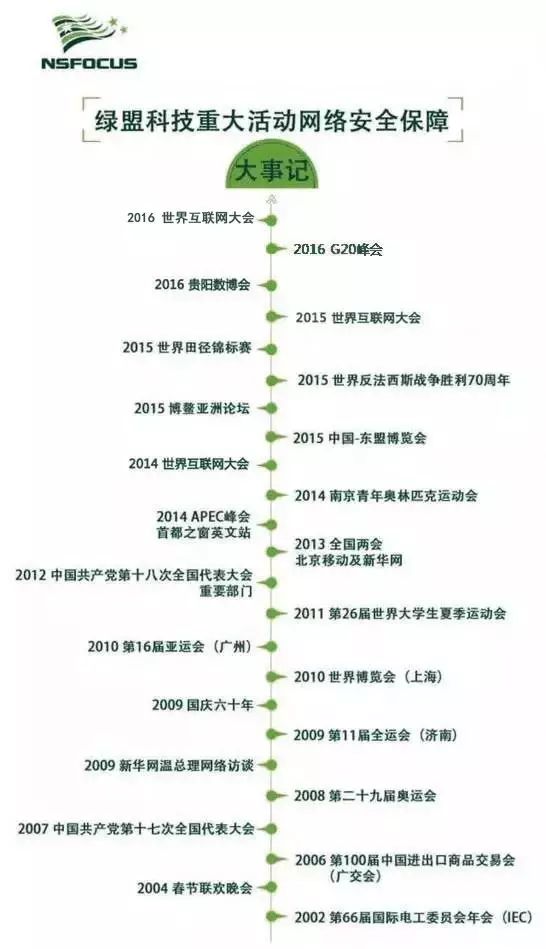 NSFOCUS
绿盟科技重大活动网络安全保障
大事记
2016 世界互联网大会
2016 G20峰会
2016 贵阳数博会
2015 世界互联网大会
2015 世界田径锦标赛
2015 世界反法西斯战争胜利70周年
2015 博鳌亚洲论坛
2015 中国-东盟博览会
2014 世界互联网大会
2014 南京青年奥林匹克运动会
2014 APEC峰会
首都之窗英文站
2013 全国两会
北京移动及新华网
2012 中国共产党第十八次全国代表大会
重要部门
2011 第26届世界大学生夏季运动会
2010 第16届亚运会（广州）
2010 世界博览会（上海）
2009 国庆六十年
2009 第11届全运会（济南）
2009 新华网温总理网络访谈
2008 第二十九届奥运会
2007 中国共产党第十七次全国代表大会
2006 第100届中国进出口商品交易会
（广交会）
2004 春节联欢晚会
2002 第66届国际电工委员会年会（IEC）